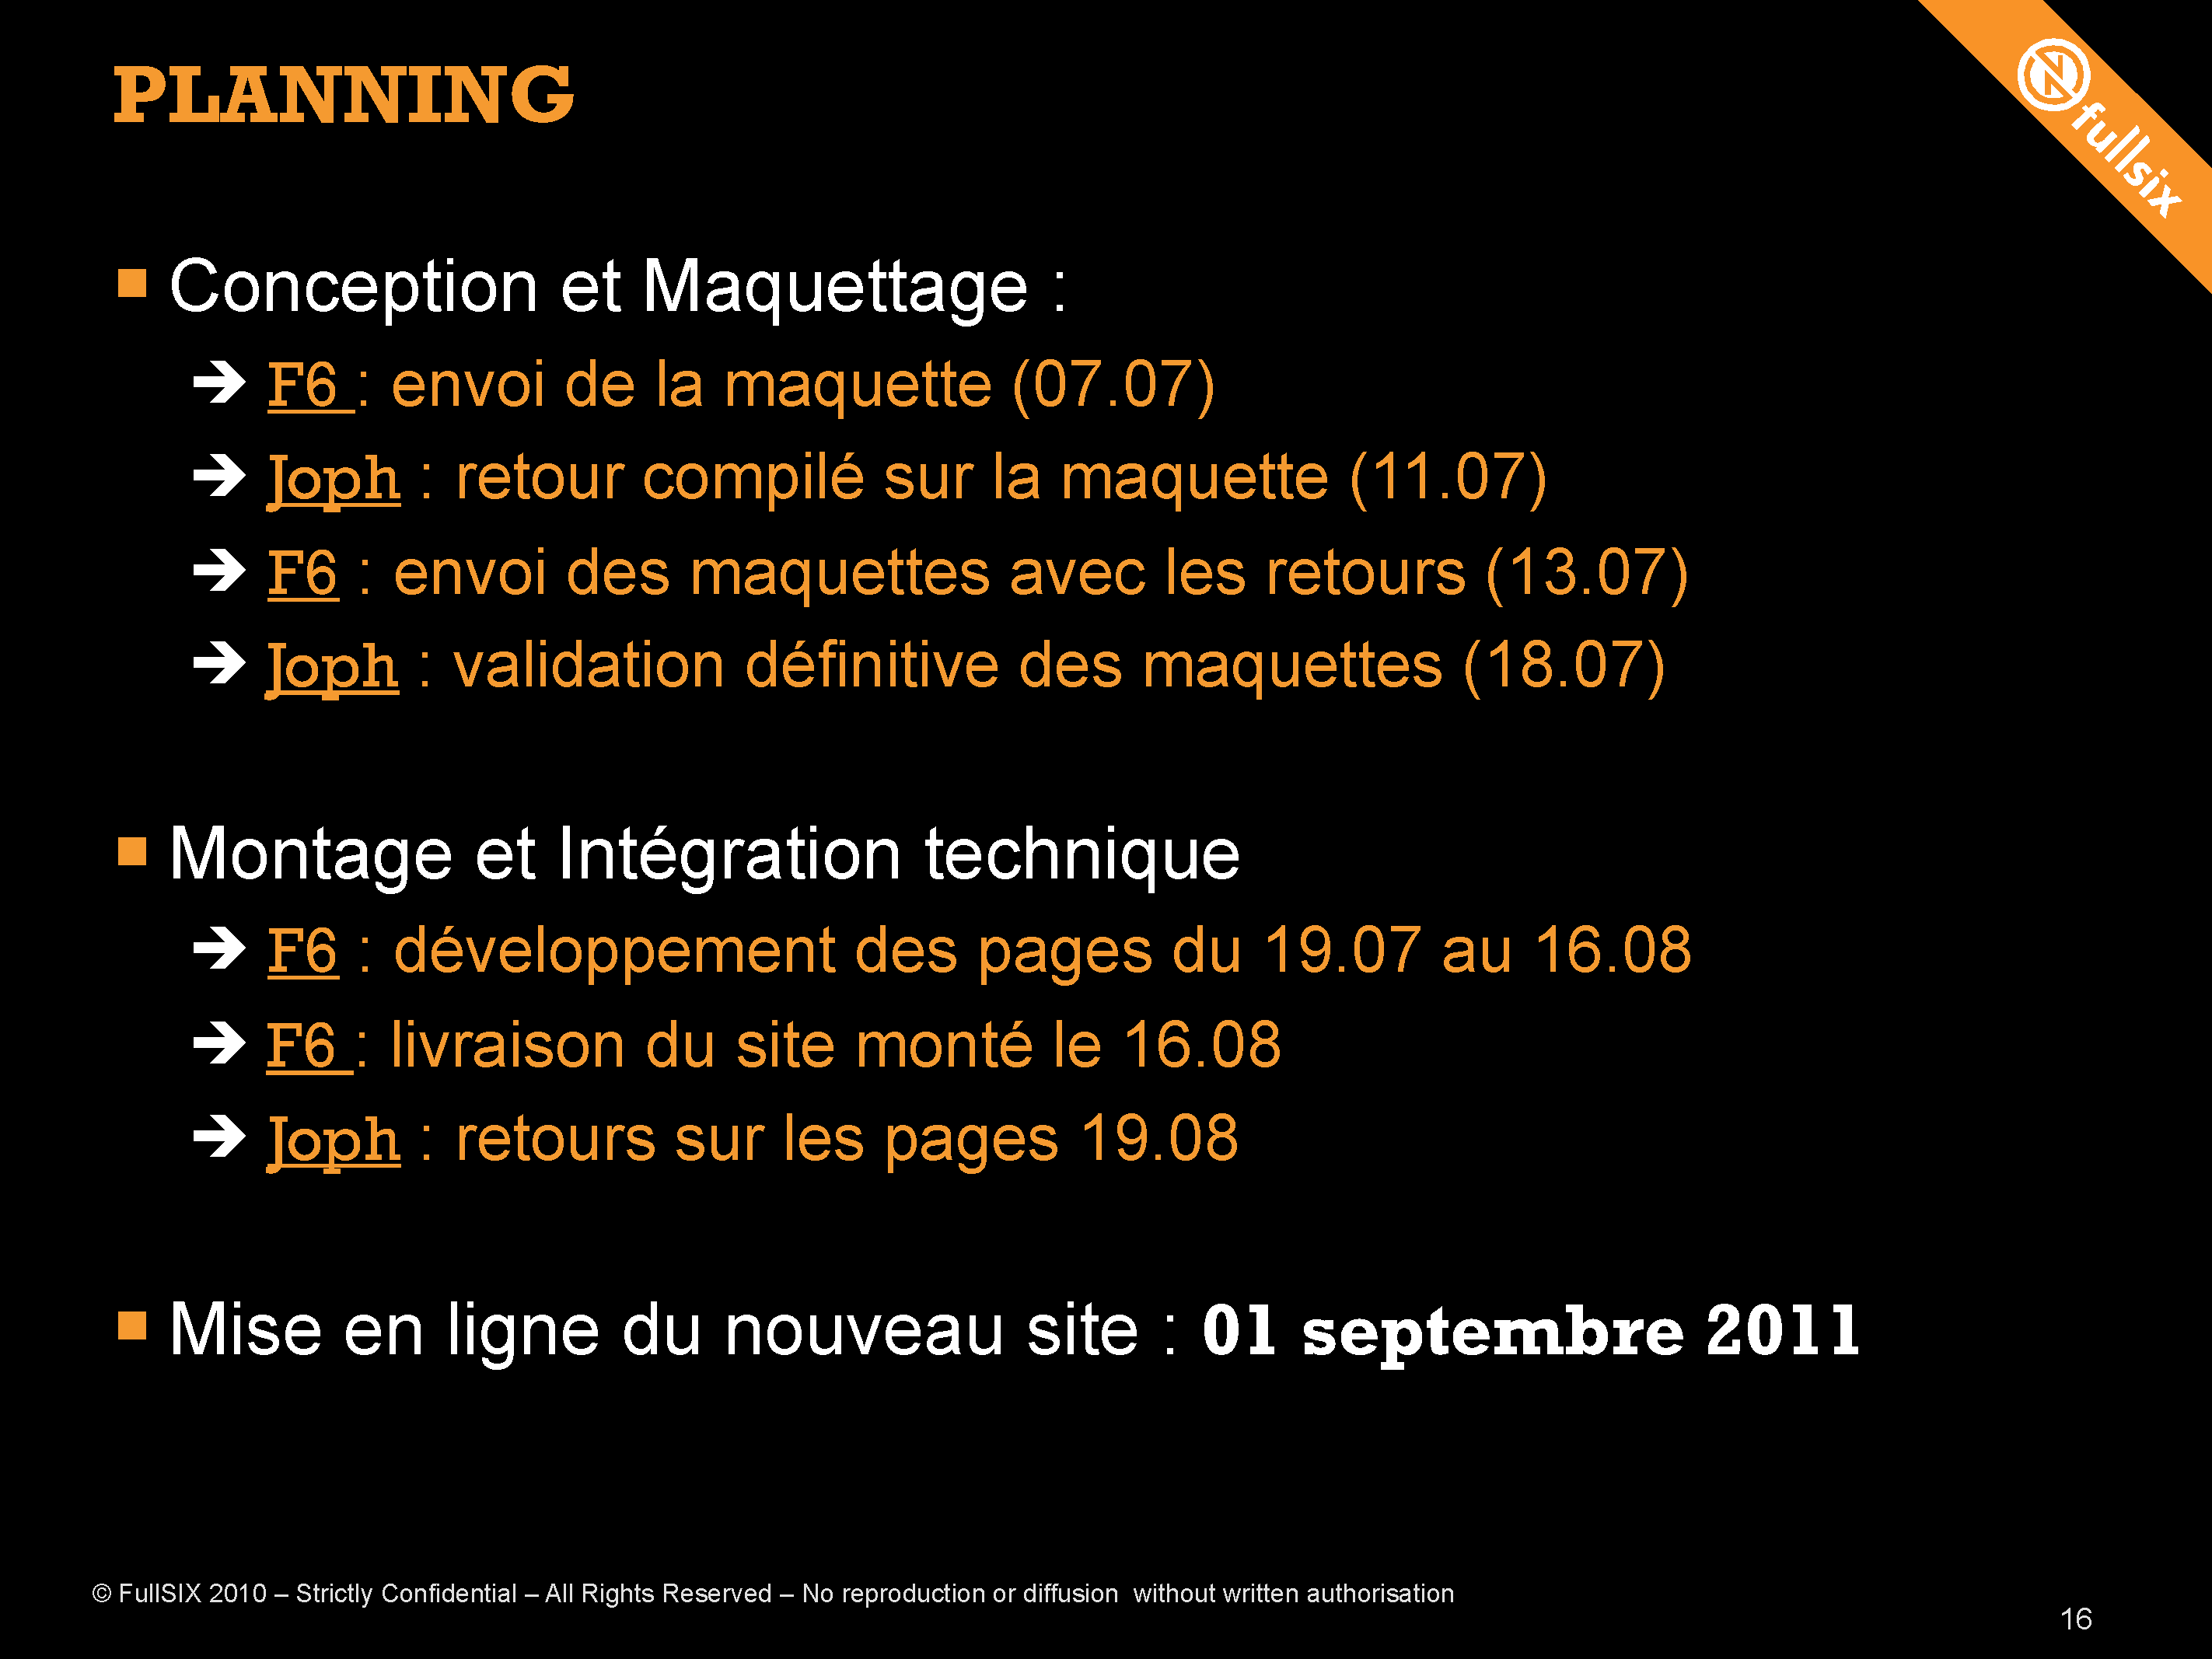 PLANNING
fullsix
■ Conception et Maquettage :
➔ F6 : envoi de la maquette (07.07)
➔ Joph : retour compilé sur la maquette (11.07)
➔ F6 : envoi des maquettes avec les retours (13.07)
➔ Joph : validation définitive des maquettes (18.07)
■ Montage et Intégration technique
➔ F6 : développement des pages du 19.07 au 16.08
➔ F6 : livraison du site monté le 16.08
➔ Joph : retours sur les pages 19.08
■ Mise en ligne du nouveau site : 01 septembre 2011
© FullSIX 2010 – Strictly Confidential – All Rights Reserved – No reproduction or diffusion without written authorisation
16